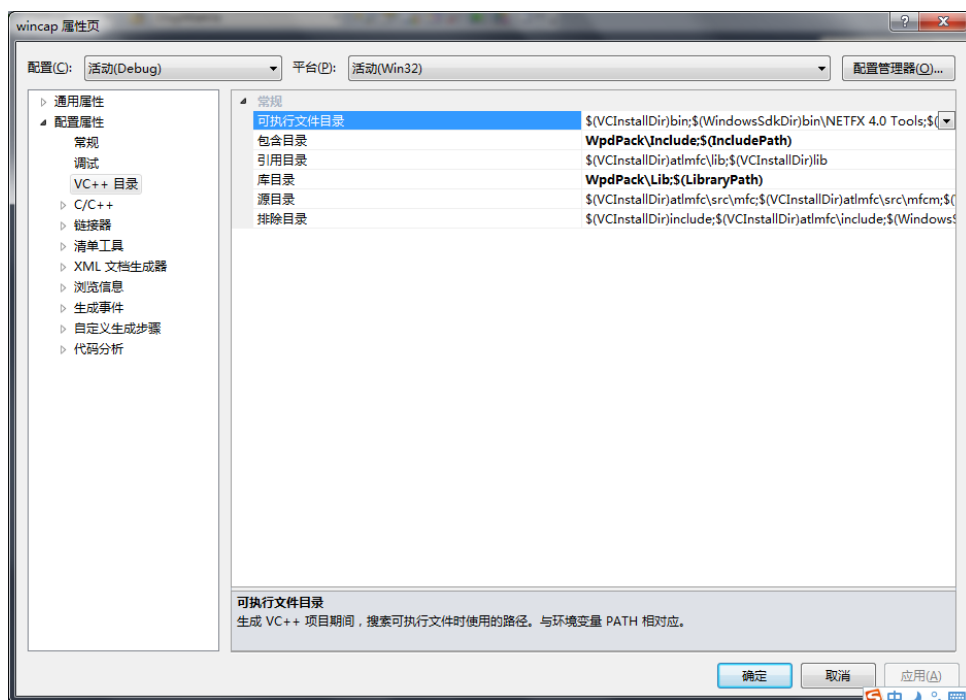 wincap 属性页
配置(C): 活动(Debug) 平台(P): 活动(Win32) 配置管理器(O)...
通用属性
配置属性
常规
调试
VC++ 目录
C/C++
链接器
清单工具
XML 文档生成器
浏览信息
生成事件
自定义生成步骤
代码分析
常规
可执行文件目录 $(VCInstallDir)bin;$(WindowsSdkDir)bin\NETFX 4.0 Tools;$(
包含目录 WpdPack\Include;$(IncludePath)
引用目录 $(VCInstallDir)atlmfc\lib;$(VCInstallDir)lib
库目录 WpdPack\Lib;$(LibraryPath)
源目录 $(VCInstallDir)atlmfc\src\mfc;$(VCInstallDir)atlmfc\src\mfcm;$(
排除目录 $(VCInstallDir)include;$(VCInstallDir)atlmfc\include;$(WindowsS
可执行文件目录
生成 VC++ 项目期间，搜索可执行文件时使用的路径。与环境变量 PATH 相对应。
确定 取消 应用(A)
中